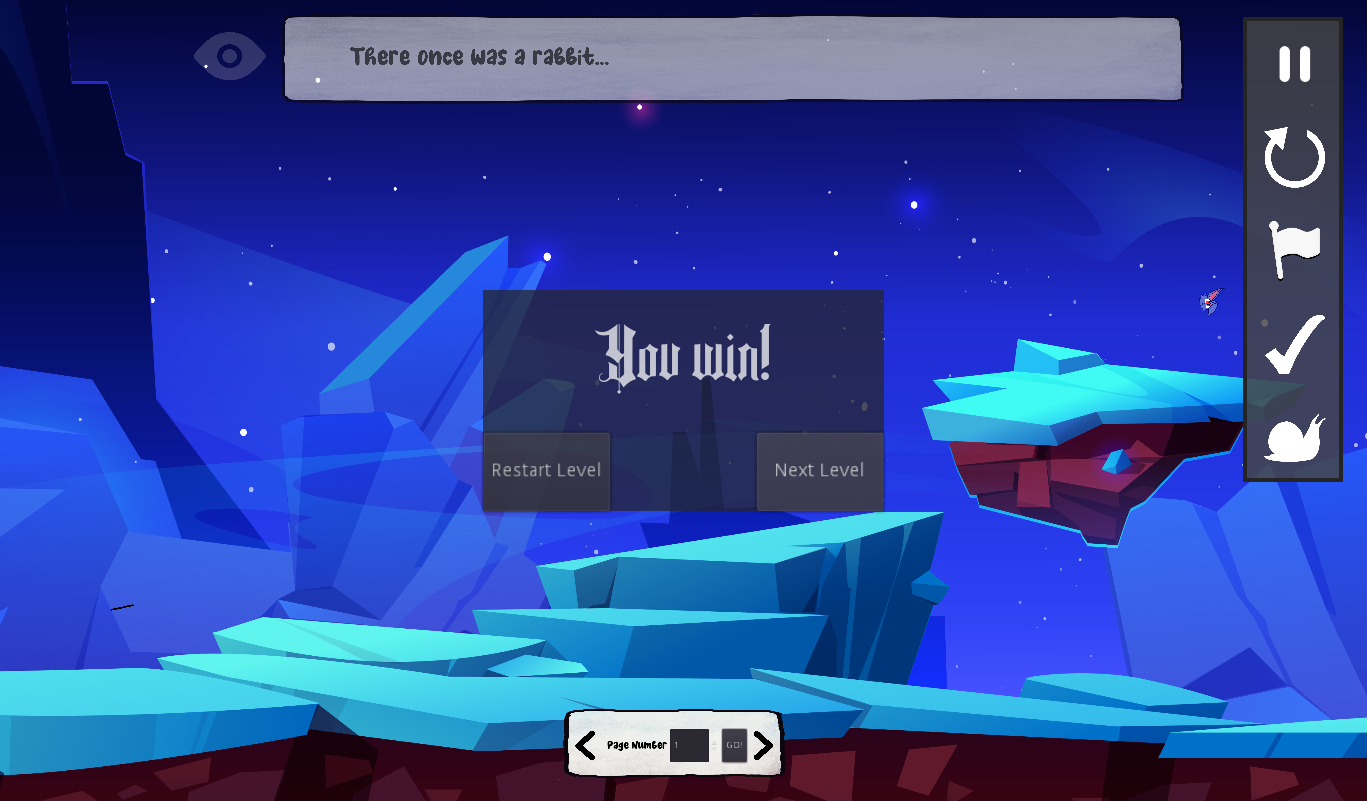 There once was a rabbit...
You win!
Restart Level
Next Level
Page Number 1 GO!